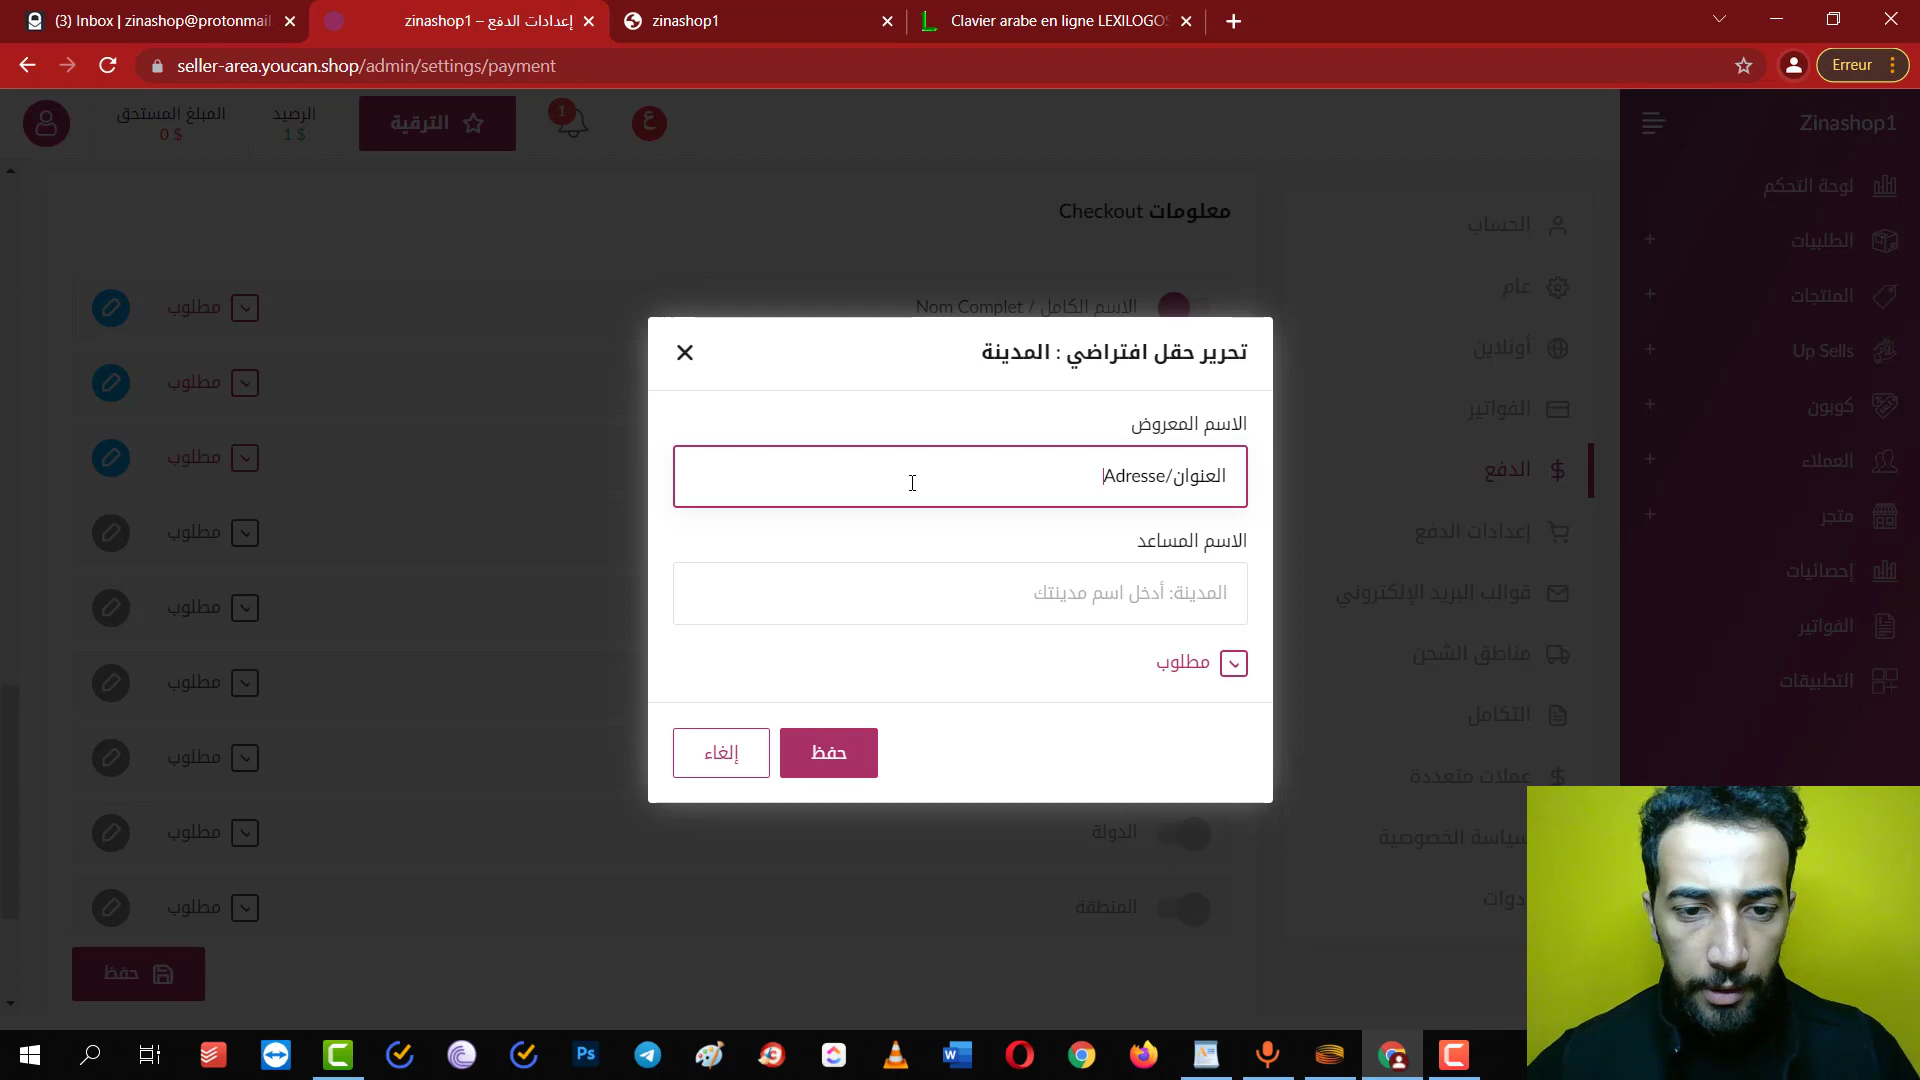 (3) Inbox | zinashop@protonmail
zinashop1 – إعدادات الدفع
zinashop1
Clavier arabe en ligne LEXILOGOS
seller-area.youcan.shop/admin/settings/payment
Erreur
المبلغ المستحق
0 $
الرصيد
1 $
الترقية
1
ع
Zinashop1
لوحة التحكم
الطلبيات
المنتجات
Up Sells
كوبون
العملاء
متجر
إحصائيات
الفواتير
التطبيقات
الحساب
عام
أونلاين
الفواتير
الدفع
إعدادات الدفع
قوالب البريد الإلكتروني
مناطق الشحن
التكامل
عملات متعددة
سياسة الخصوصية
معلومات Checkout
الاسم الكامل / Nom Complet
مطلوب
مطلوب
مطلوب
مطلوب
مطلوب
مطلوب
مطلوب
الدولة
مطلوب
المنطقة
مطلوب
حفظ
تحرير حقل افتراضي : المدينة
الاسم المعروض
العنوان/Adresse
الاسم المساعد
المدينة: أدخل اسم مدينتك
مطلوب
حفظ
إلغاء